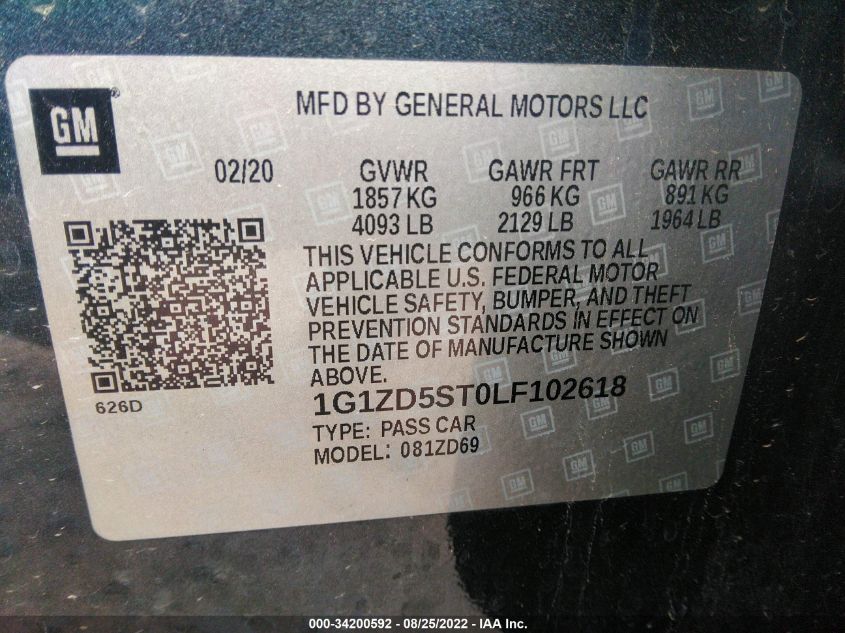 GM
MFD BY GENERAL MOTORS LLC
02/20 GVWR GAWR FRT GAWR RR
1857 KG 966 KG 891 KG
4093 LB 2129 LB 1964 LB
THIS VEHICLE CONFORMS TO ALL
APPLICABLE U.S. FEDERAL MOTOR
VEHICLE SAFETY, BUMPER, AND THEFT
PREVENTION STANDARDS IN EFFECT ON
THE DATE OF MANUFACTURE SHOWN
ABOVE.
626D
1G1ZD5ST0LF102618
TYPE: PASS CAR
MODEL: 081ZD69
000-34200592 - 08/25/2022 - IAA Inc.